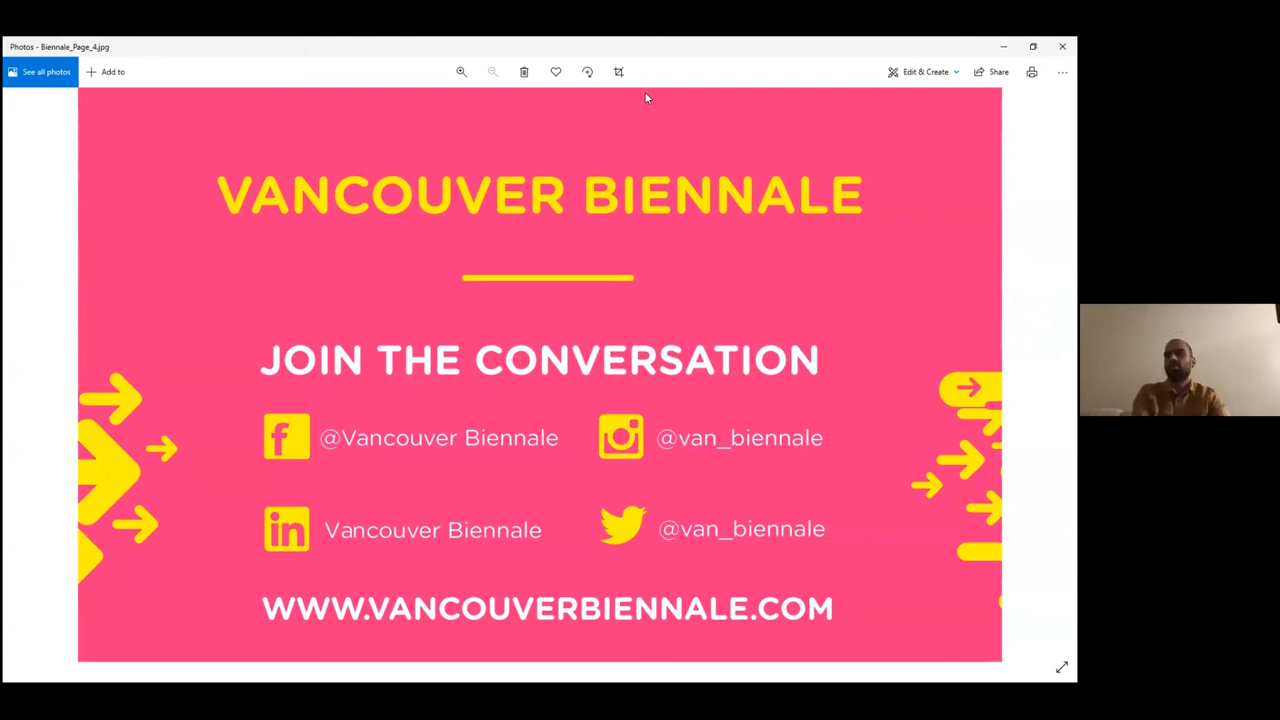 Photos - Biennale_Page_4.jpg
See all photos
Add to
Edit & Create
Share
VANCOUVER BIENNALE
JOIN THE CONVERSATION
@Vancouver Biennale
@van_biennale
Vancouver Biennale
@van_biennale
WWW.VANCOUVERBIENNALE.COM